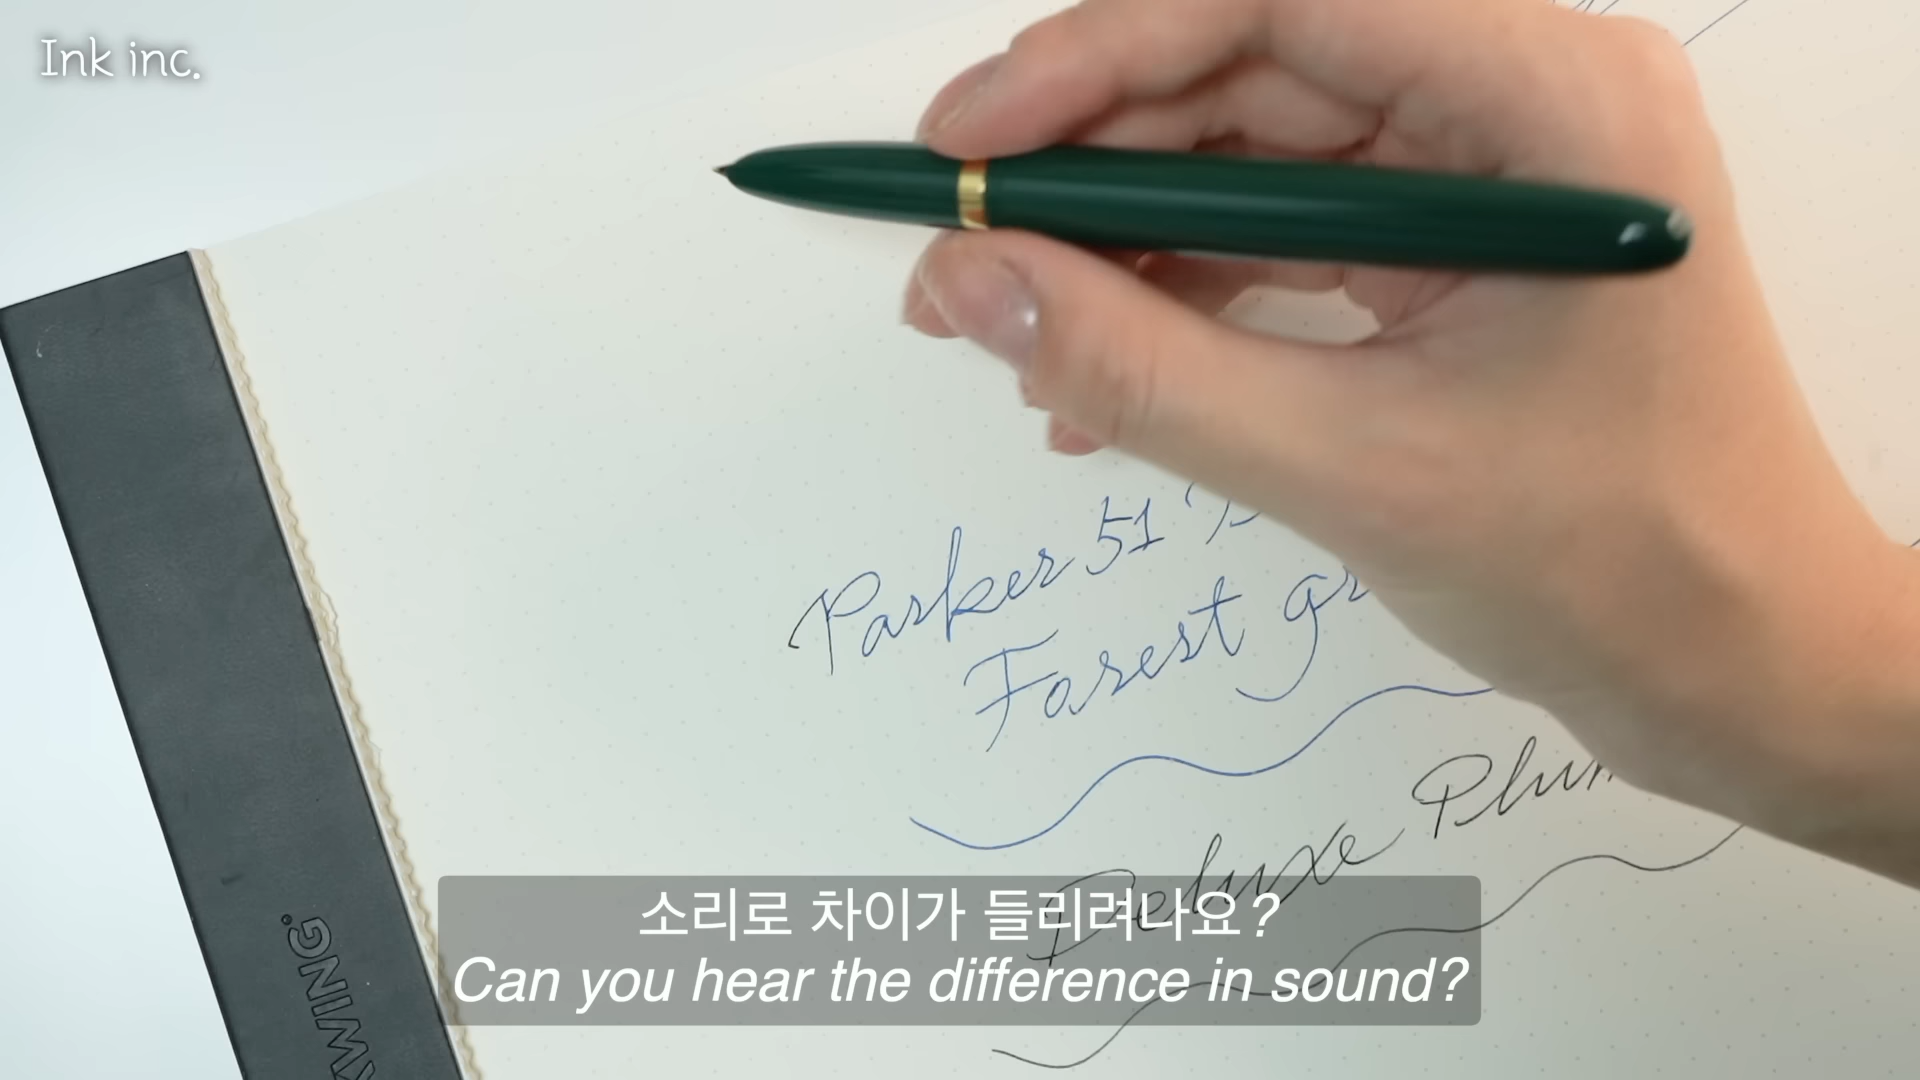 Ink inc.
Parker 51
Forest
Deluxe
소리로 차이가 들리려나요?
Can you hear the difference in sound?